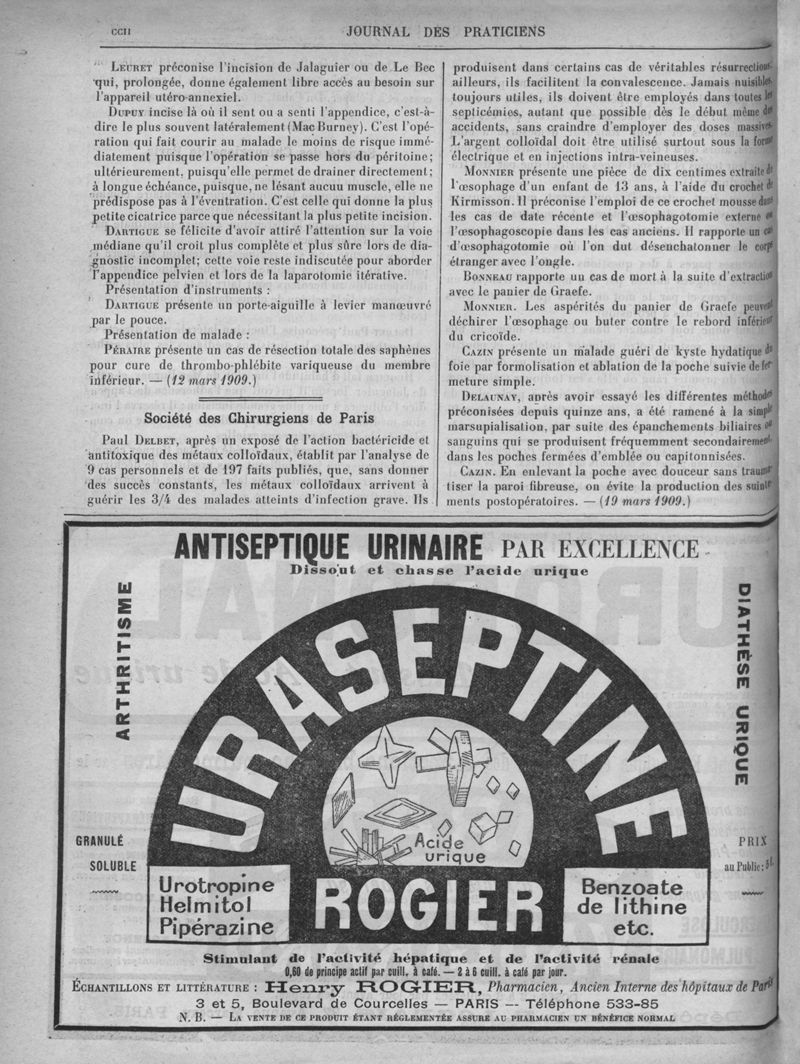 CCII
JOURNAL DES PRATICIENS
LEURET préconise l'incision de Jalaguier ou de Le Bec
qui, prolongée, donne également libre accès au besoin sur
l'appareil utéro-annexiel.
DUPUY incise là où il sent ou a senti l'appendice, c'est-à-
dire le plus souvent latéralement (Mac Burney). C'est l'opé-
ration qui fait courir au malade le moins de risque immé-
diatement puisque l'opération se passe hors du péritoine;
ultérieurement, puisqu'elle permet de drainer directement;
à longue échéance, puisque, ne lésant aucuu muscle, elle ne
prédispose pas à l'éventration. C'est celle qui donne la plus
petite cicatrice parce que nécessitant la plus petite incision.
DARTIGUE se félicite d'avoir attiré l'attention sur la voie
médiane qu'il croit plus complète et plus sûre lors de dia-
gnostic incomplet; cette voie reste indiscutée pour aborder
l'appendice pelvien et lors de la laparotomie itérative.
Présentation d'instruments :
DARTIGUE présente un porte-aiguille à levier manœuvré
par le pouce.
Présentation de malade :
PÉRAIRE présente un cas de résection totale des saphènes
pour cure de thrombo-phlébite variqueuse du membre
inférieur. — (12 mars 1909.)
Société des Chirurgiens de Paris
Paul DELBET, après un exposé de l'action bactéricide et
antitoxique des métaux colloïdaux, établit par l'analyse de
9 cas personnels et de 197 faits publiés, que, sans donner
des succès constants, les métaux colloïdaux arrivent à
guérir les 3/4 des malades atteints d'infection grave. Ils
produisent dans certains cas de véritables résurrections
ailleurs, ils facilitent la convalescence. Jamais nuisibles,
toujours utiles, ils doivent être employés dans toutes les
septicémies, autant que possible dès le début même des
accidents, sans craindre d'employer des doses massives.
L'argent colloïdal doit être utilisé surtout sous la forme
électrique et en injections intra-veineuses.
MONNIER présente une pièce de dix centimes extraite de
l'œsophage d'un enfant de 13 ans, à l'aide du crochet de
Kirmisson. Il préconise l'emploi de ce crochet mousse dans
les cas de date récente et l'œsophagotomie externe ou
l'œsophagoscopie dans les cas anciens. Il rapporte un cas
d'œsophagotomie où l'on dut désenchatonner le corps
étranger avec l'ongle.
BONNEAU rapporte un cas de mort à la suite d'extraction
avec le panier de Graefe.
MONNIER. Les aspérités du panier de Graefe peuvent
déchirer l'œsophage ou buter contre le rebord inférieur
du cricoïde.
CAZIN présente un malade guéri de kyste hydatique du
foie par formolisation et ablation de la poche suivie de fer-
meture simple.
DELAUNAY, après avoir essayé les différentes méthodes
préconisées depuis quinze ans, a été ramené à la simple
marsupialisation, par suite des épanchements biliaires ou
sanguins qui se produisent fréquemment secondairement
dans les poches fermées d'emblée ou capitonnisées.
CAZIN. En enlevant la poche avec douceur sans trauma-
tiser la paroi fibreuse, on évite la production des suinte-
ments postopératoires. — (19 mars 1909.)
ANTISEPTIQUE URINAIRE PAR EXCELLENCE
Dissout et chasse l'acide urique
ARTHRITISME
DIATHÈSE URIQUE
URASEPTINE
Acide
urique
GRANULÉ
SOLUBLE
PRIX
au Public:
Urotropine
Helmitol
Pipérazine
ROGIER
Benzoate
de lithine
etc.
Stimulant de l'activité hépatique et de l'activité rénale
0,60 de principe actif par cuill. à café. — 2 à 6 cuill. à café par jour.
ÉCHANTILLONS ET LITTÉRATURE : Henry ROGIER, Pharmacien, Ancien Interne des hôpitaux de Paris
3 et 5, Boulevard de Courcelles — PARIS — Téléphone 533-85
N. B. — LA VENTE DE CE PRODUIT ÉTANT RÉGLEMENTÉE ASSURE AU PHARMACIEN UN BÉNÉFICE NORMAL